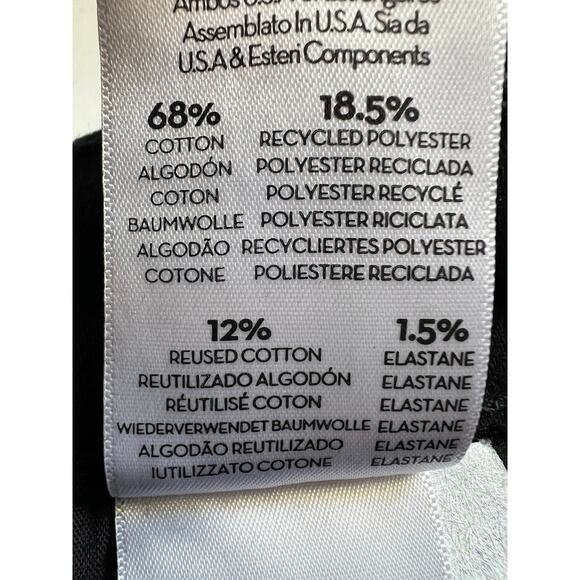 Assemblato In U.S.A. Sia da
U.S.A & Esteri Components
68% 18.5%
COTTON RECYCLED POLYESTER
ALGODÓN POLYESTER RECICLADA
COTON POLYESTER RECYCLÉ
BAUMWOLLE POLYESTER RICICLATA
ALGODÃO RECYCLIERTES POLYESTER
COTONE POLIESTERE RECICLADA
12% 1.5%
REUSED COTTON ELASTANE
REUTILIZADO ALGODÓN ELASTANE
RÉUTILISÉ COTON ELASTANE
WIEDERVERWENDET BAUMWOLLE ELASTANE
ALGODÃO REUTILIZADO ELASTANE
IUTILIZZATO COTONE ELASTANE